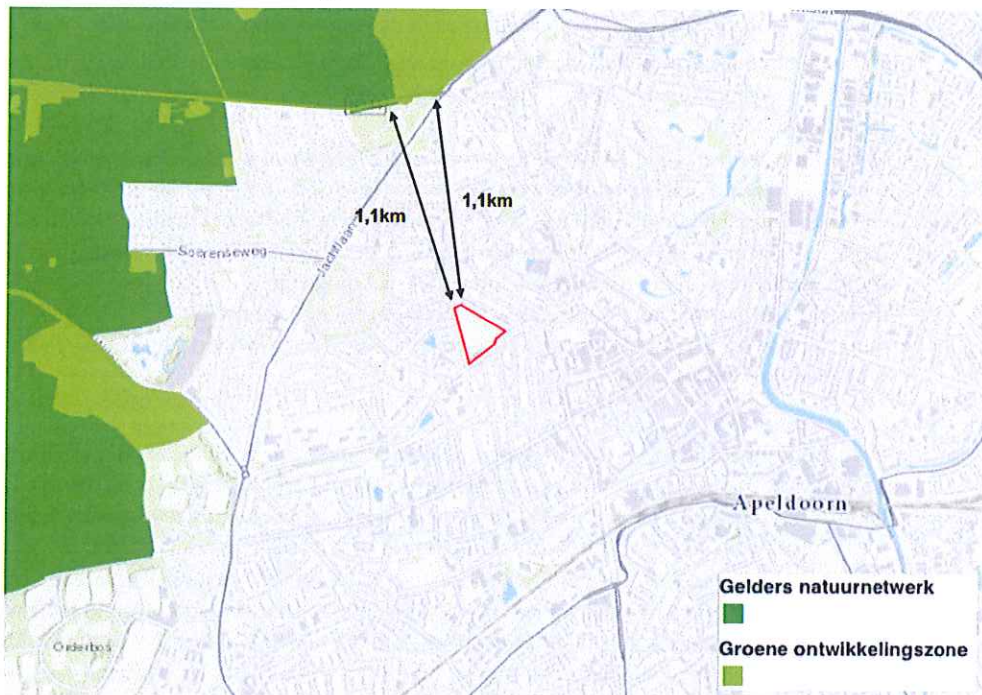 1,1km
1,1km
Jachtlaan
Soerenseweg
Apeldoorn
Orderbos
Gelders natuurnetwerk
Groene ontwikkelingszone